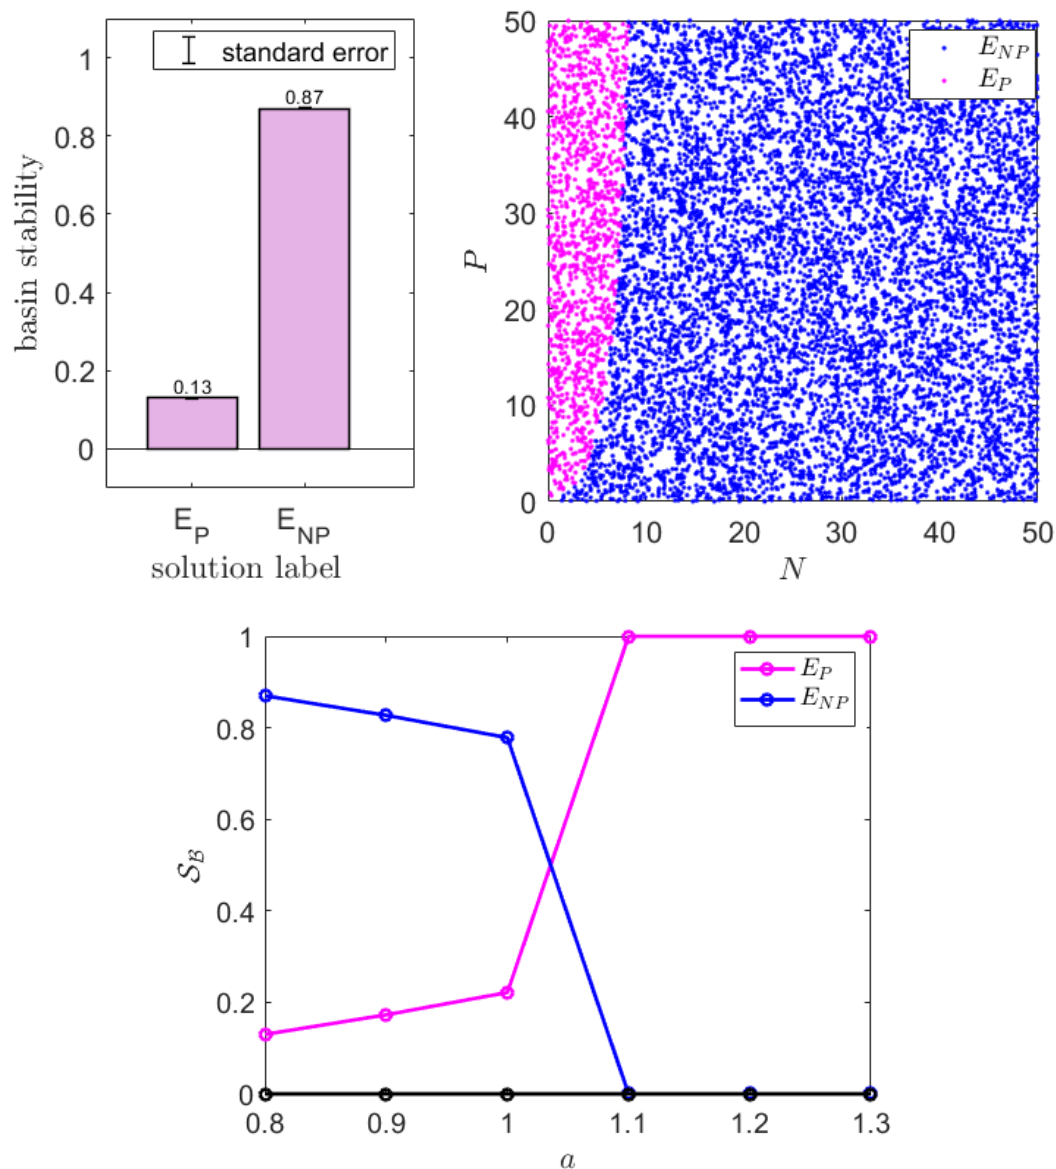 basin stability
1
0.8
0.6
0.4
0.2
0
standard error
0.87
0.13
E_P
E_NP
solution label
P
50
40
30
20
10
0
E_NP
E_P
0 10 20 30 40 50
N
S_B
1
0.8
0.6
0.4
0.2
0
E_P
E_NP
0.8 0.9 1 1.1 1.2 1.3
a